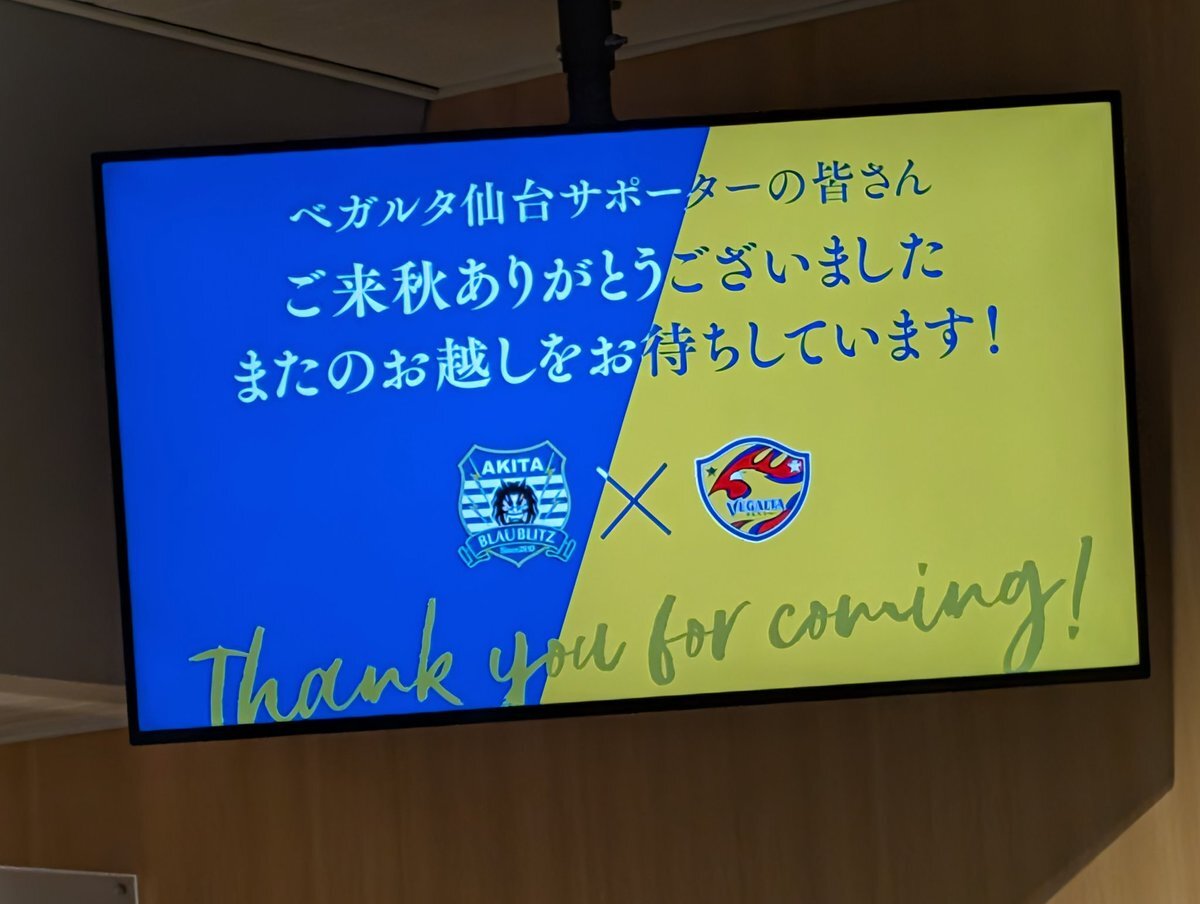 ベガルタ仙台サポーターの皆さん
ご来秋ありがとうございました
またのお越しをお待ちしています!
AKITA
BLAUBLITZ
Since2010
×
VEGALTA
Thank you for coming!